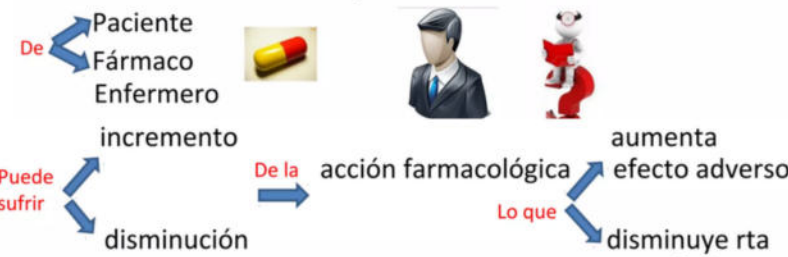 Paciente
De
Fármaco
Enfermero
incremento
aumenta
Puede sufrir
De la
acción farmacológica
efecto adverso
Lo que
disminución
disminuye rta